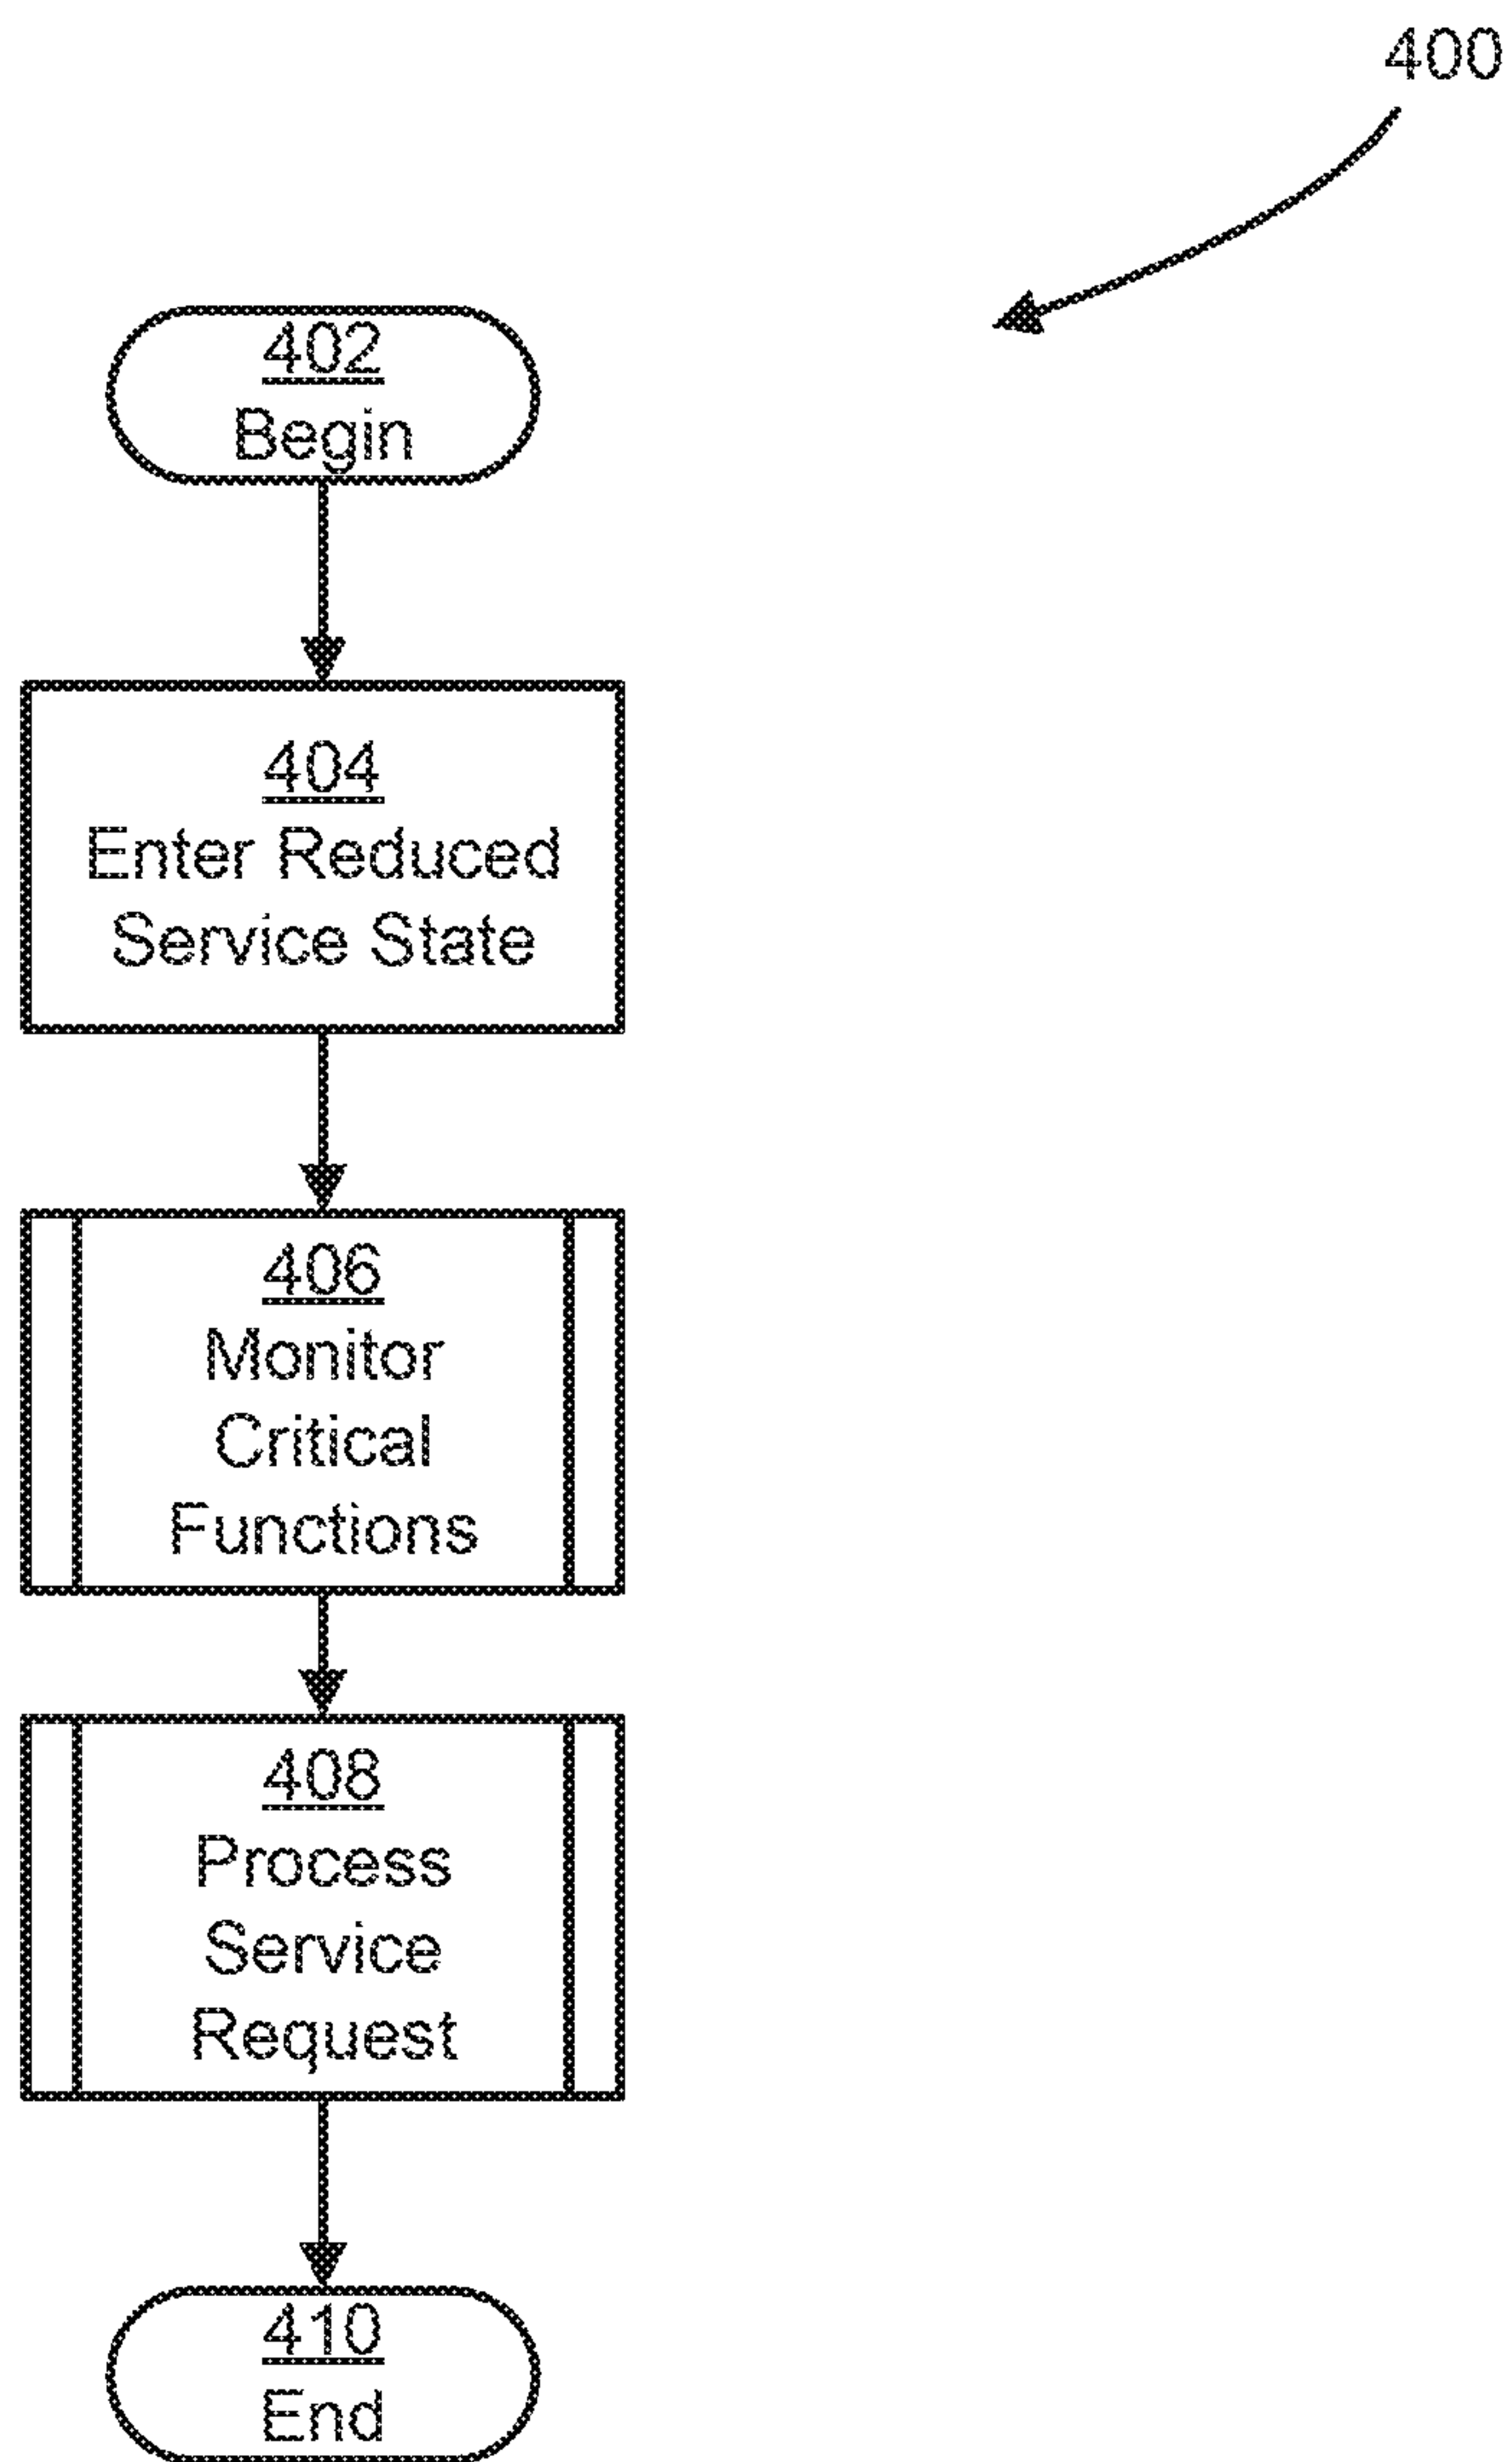 400
402
Begin
404
Enter Reduced
Service State
406
Monitor
Critical
Functions
408
Process
Service
Request
410
End